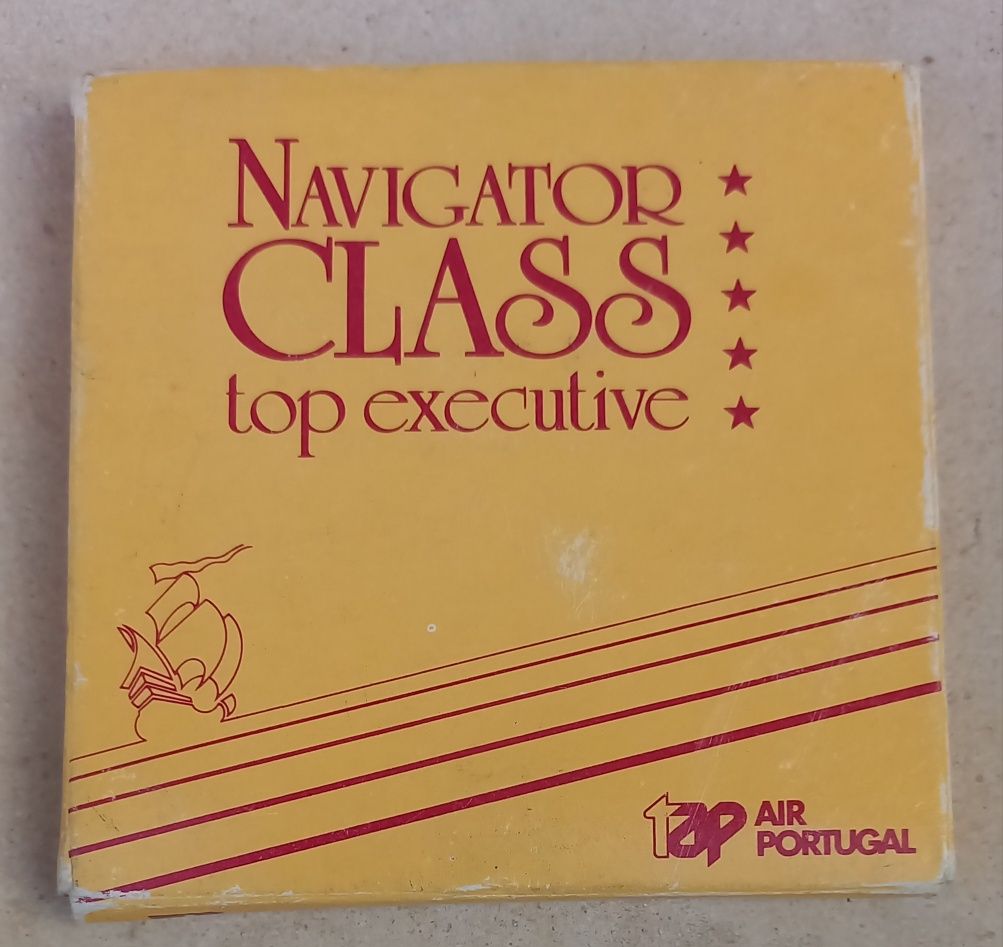 NAVIGATOR
CLASS
top executive
tap AIR
PORTUGAL